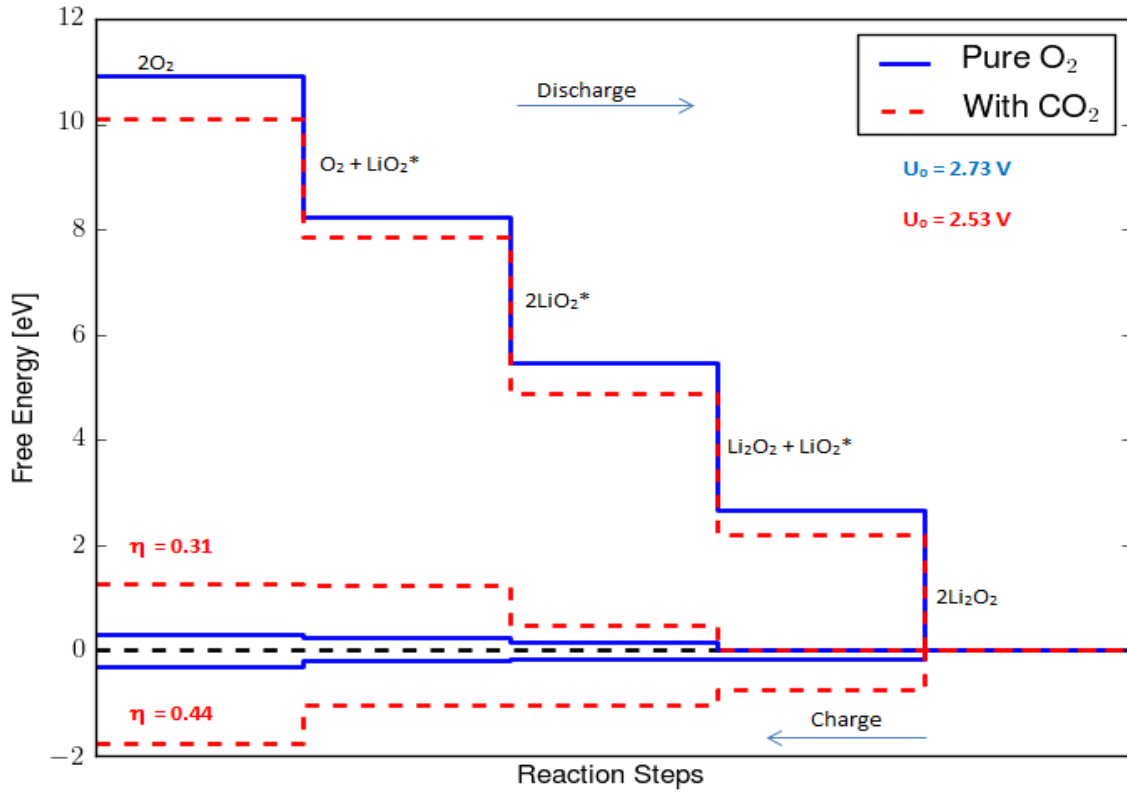 12
10
8
6
4
2
0
−2
Free Energy [eV]
Reaction Steps
2O₂
O₂ + LiO₂*
2LiO₂*
Li₂O₂ + LiO₂*
2Li₂O₂
Discharge
Charge
Pure O₂
With CO₂
U₀ = 2.73 V
U₀ = 2.53 V
η = 0.31
η = 0.44